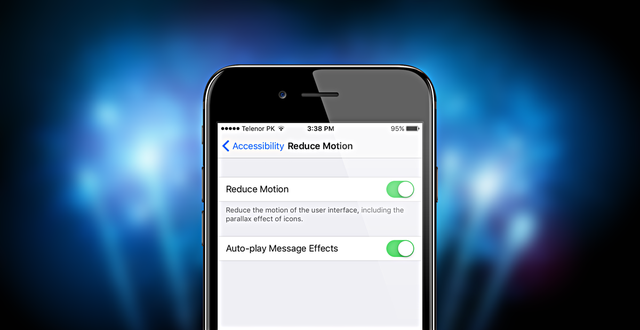 Telenor PK 3:38 PM 95%
Accessibility Reduce Motion
Reduce Motion
Reduce the motion of the user interface, including the
parallax effect of icons.
Auto-play Message Effects